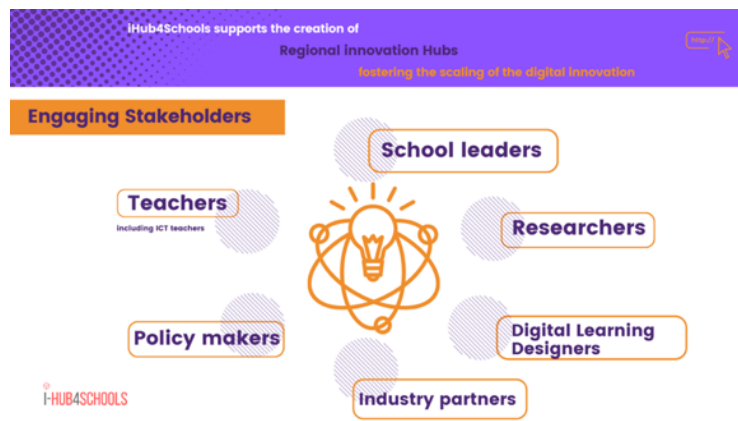 iHub4Schools supports the creation of
Regional innovation Hubs
fostering the scaling of the digital innovation
http://
Engaging Stakeholders
School leaders
Teachers
including ICT teachers
Researchers
Policy makers
Digital Learning
Designers
Industry partners
I-HUB4SCHOOLS